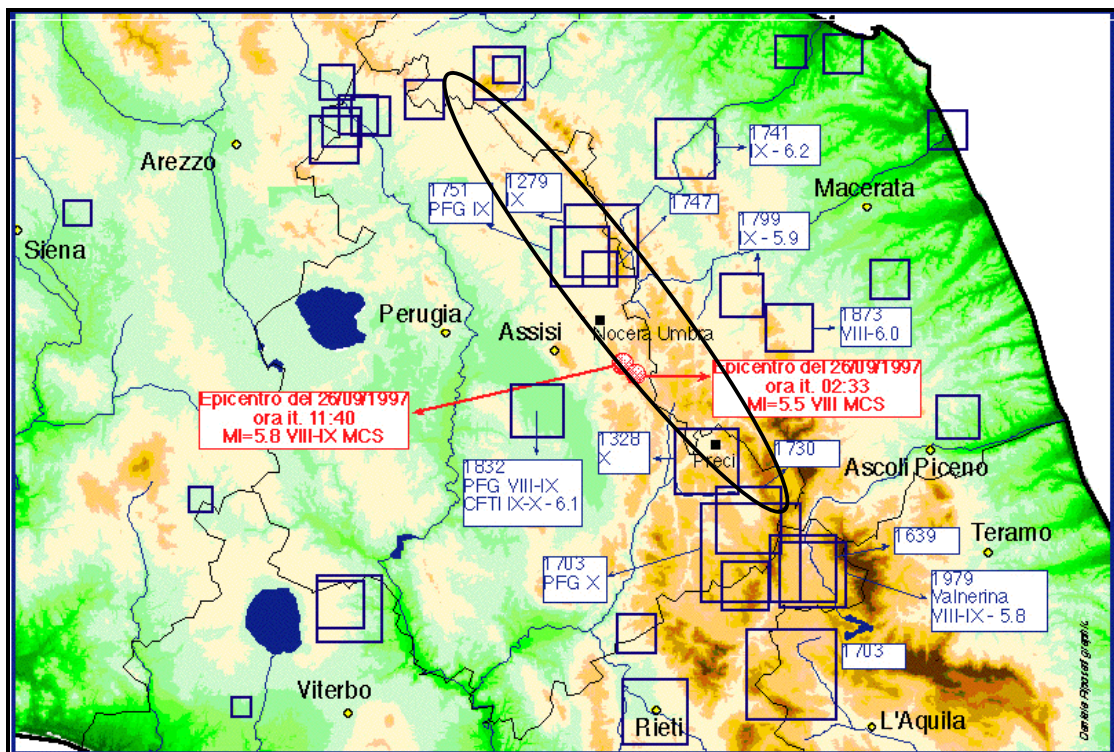 1741
IX - 6.2
Arezzo
1751
PFG IX
1279
IX
1747
Macerata
1799
IX - 5.9
Siena
Perugia
Assisi
Nocera Umbra
1873
VIII-6.0
Epicentro del 26/09/1997
ora it. 11:40
Ml=5.8 VIII-IX MCS
Epicentro del 26/09/1997
ora it. 02:33
Ml=5.5 VIII MCS
1328
X
Preci
1730
Ascoli Piceno
1832
PFG VIII-IX
CFTI IX-X - 6.1
1639
Teramo
1703
PFG X
1979
Valnerina
VIII-IX - 5.8
1703
Viterbo
Rieti
L'Aquila